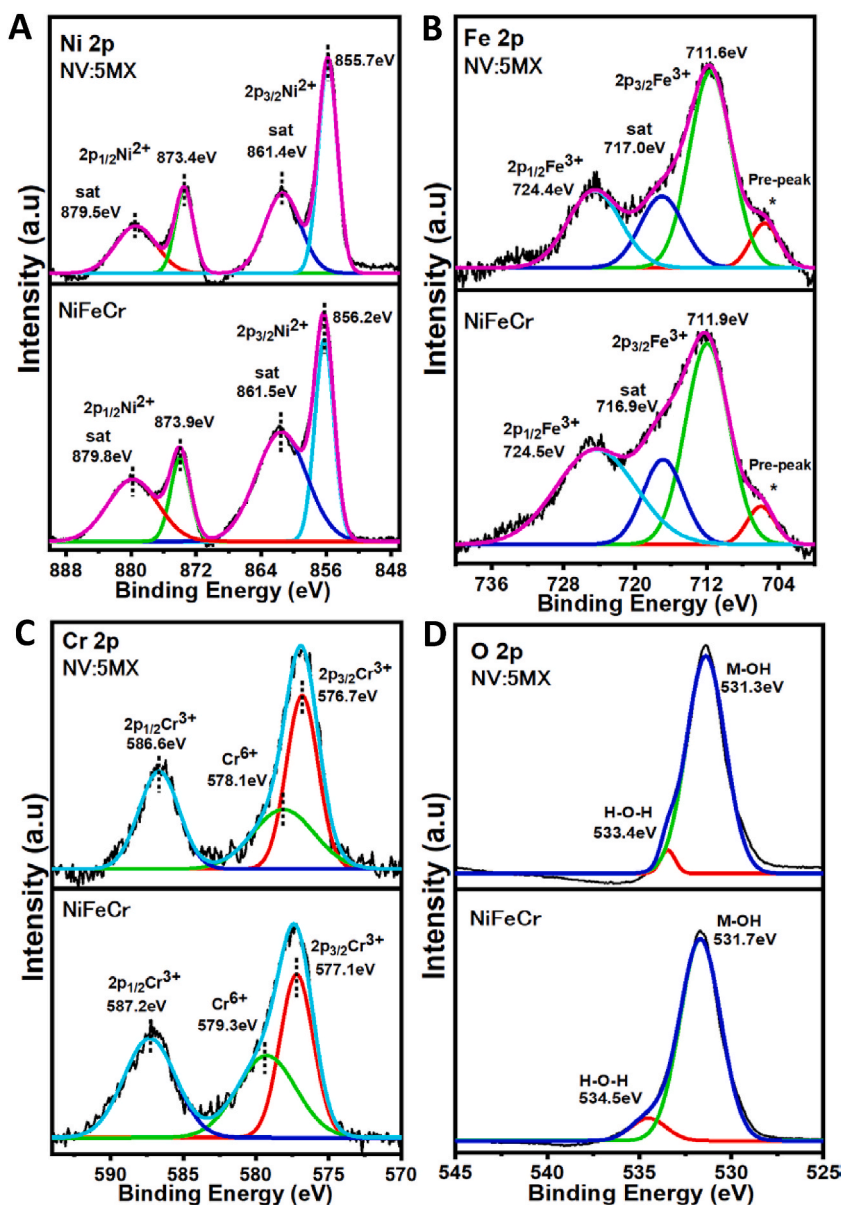 A
Ni 2p
NV:5MX
855.7eV
2p3/2Ni2+
sat
861.4eV
2p1/2Ni2+
873.4eV
sat
879.5eV
NiFeCr
856.2eV
2p3/2Ni2+
sat
861.5eV
2p1/2Ni2+
873.9eV
sat
879.8eV
Intensity (a.u)
888 880 872 864 856 848
Binding Energy (eV)
B
Fe 2p
NV:5MX
711.6eV
2p3/2Fe3+
sat
717.0eV
2p1/2Fe3+
724.4eV
Pre-peak
*
NiFeCr
711.9eV
2p3/2Fe3+
sat
716.9eV
2p1/2Fe3+
724.5eV
Pre-peak
*
Intensity (a.u)
736 728 720 712 704
Binding Energy (eV)
C
Cr 2p
NV:5MX
2p3/2Cr3+
576.7eV
2p1/2Cr3+
586.6eV
Cr6+
578.1eV
NiFeCr
2p3/2Cr3+
577.1eV
2p1/2Cr3+
587.2eV
Cr6+
579.3eV
Intensity (a.u)
590 585 580 575 570
Binding Energy (eV)
D
O 2p
NV:5MX
M-OH
531.3eV
H-O-H
533.4eV
NiFeCr
M-OH
531.7eV
H-O-H
534.5eV
Intensity (a.u)
545 540 535 530 525
Binding Energy (eV)